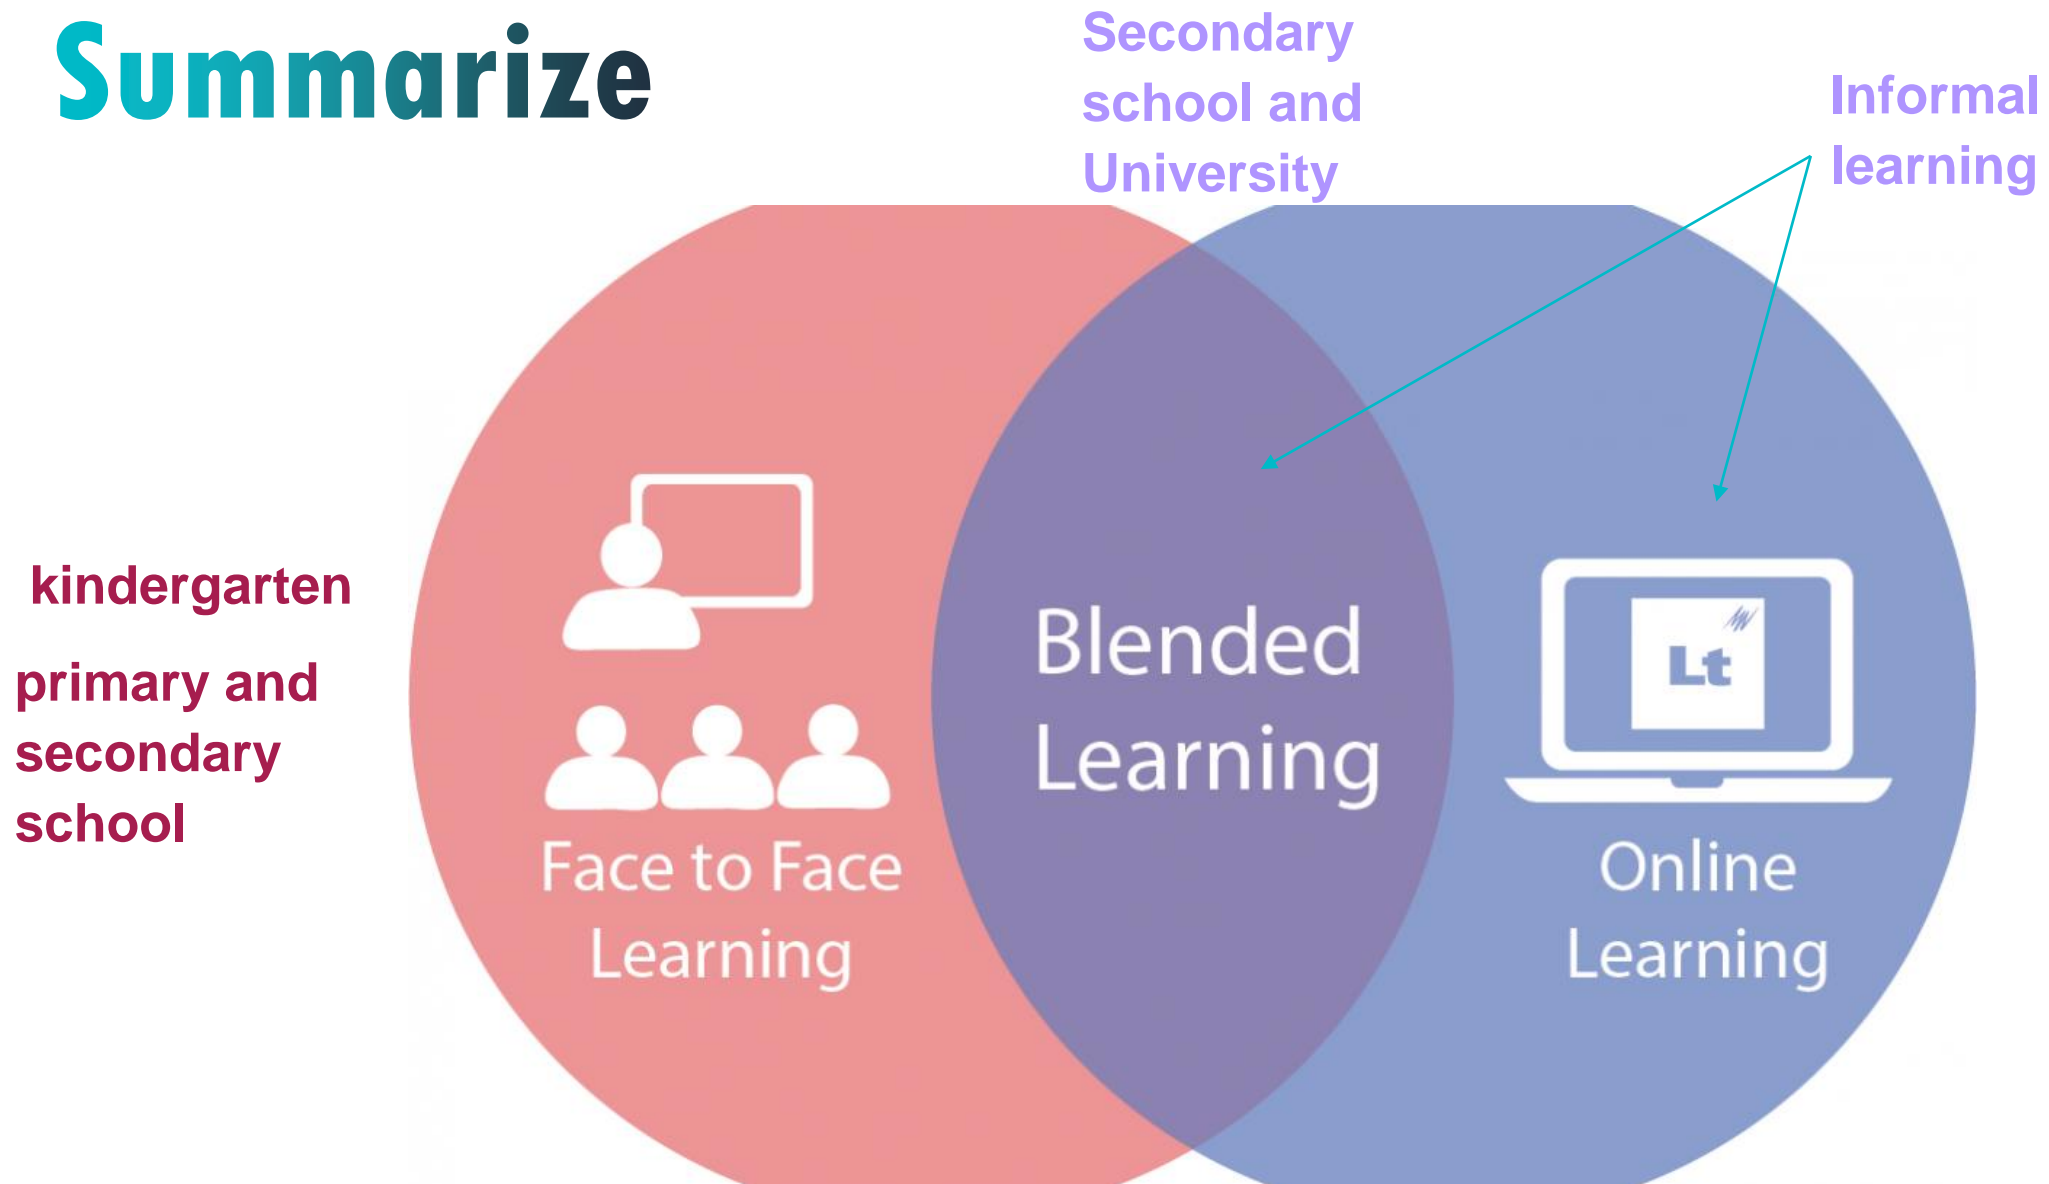 Summarize
Secondary
school and
University
Informal
learning
kindergarten
primary and
secondary
school
Blended
Learning
Lt
Face to Face
Learning
Online
Learning